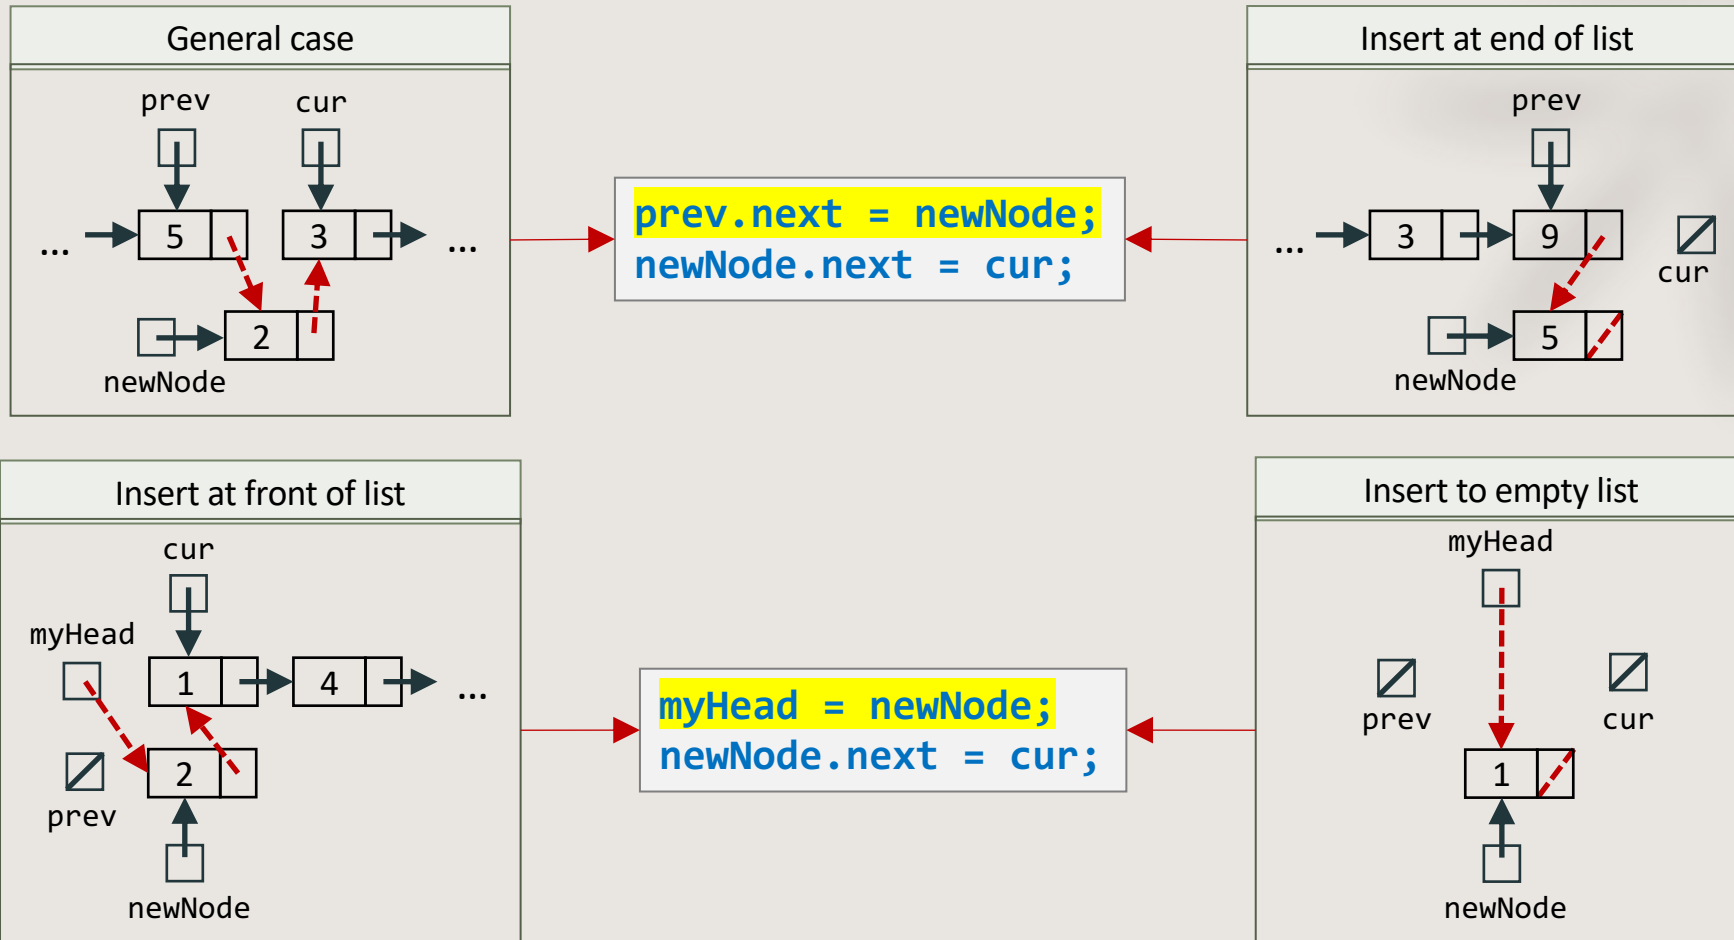 General case
prev cur
... 5 3 ...
2
newNode
prev.next = newNode;
newNode.next = cur;
Insert at end of list
prev
... 3 9
cur
5
newNode
Insert at front of list
cur
myHead
1 4 ...
2
prev
newNode
myHead = newNode;
newNode.next = cur;
Insert to empty list
myHead
prev cur
1
newNode